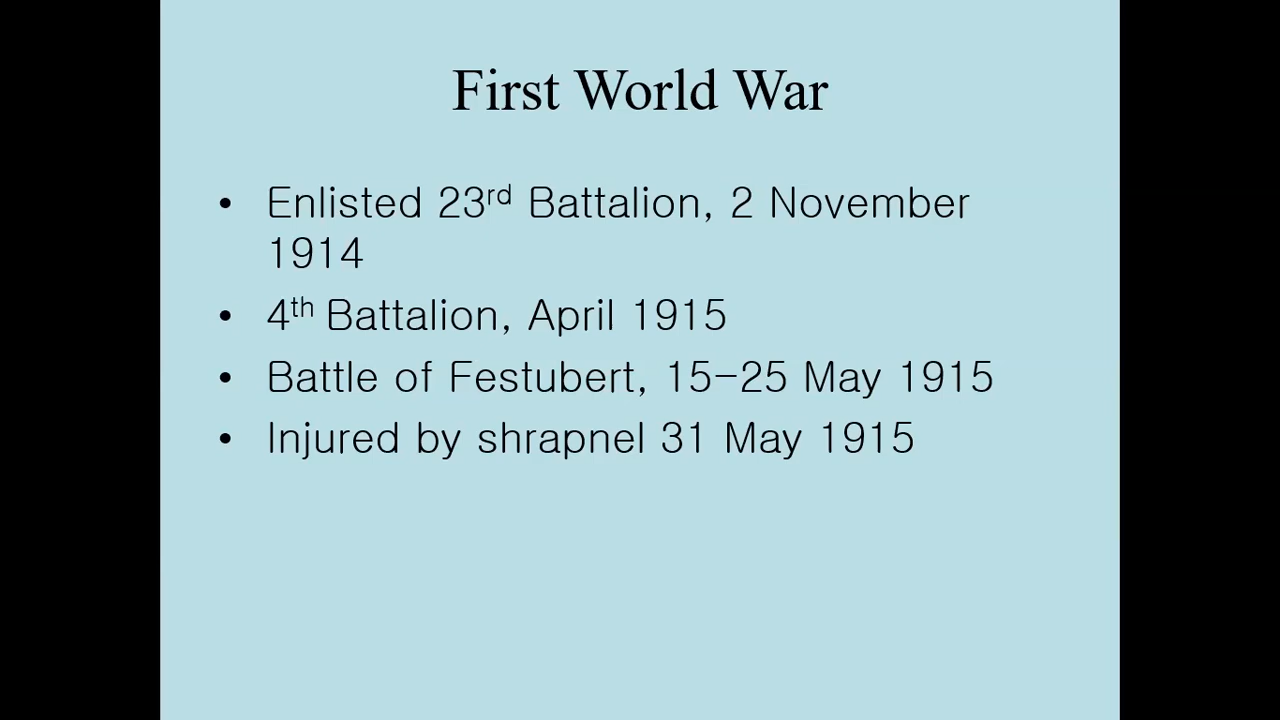 First World War
• Enlisted 23rd Battalion, 2 November
1914
• 4th Battalion, April 1915
• Battle of Festubert, 15–25 May 1915
• Injured by shrapnel 31 May 1915